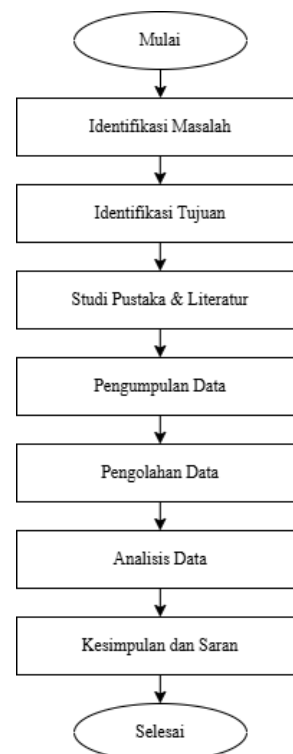 Mulai
Identifikasi Masalah
Identifikasi Tujuan
Studi Pustaka & Literatur
Pengumpulan Data
Pengolahan Data
Analisis Data
Kesimpulan dan Saran
Selesai